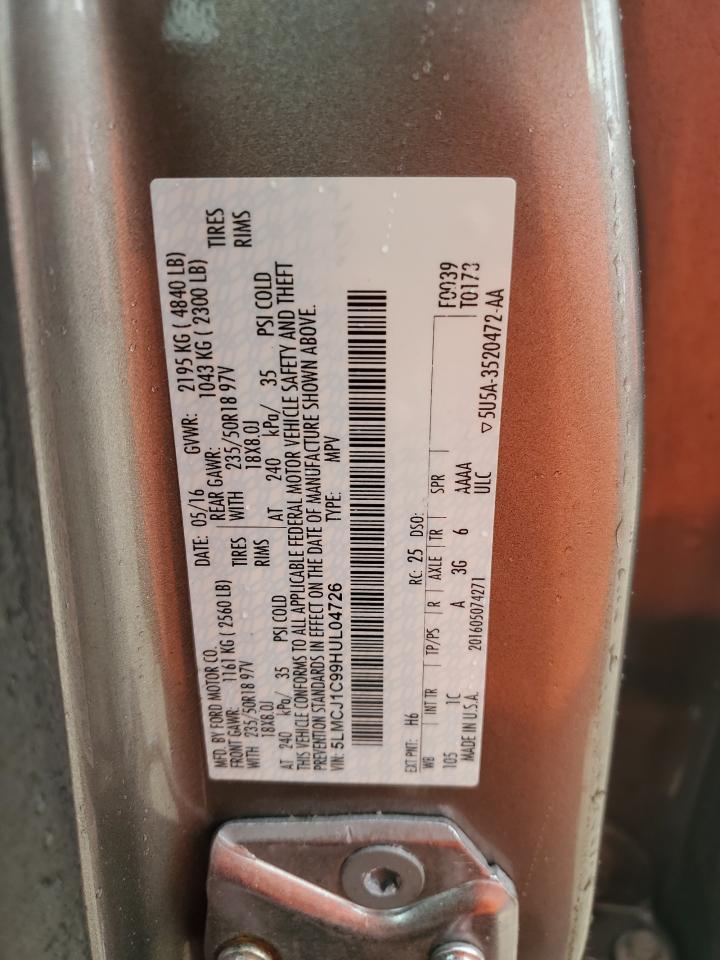 MFD. BY FORD MOTOR CO. DATE: 05/16 GVWR: 2195 KG ( 4840 LB)
FRONT GAWR: 1161 KG ( 2560 LB) REAR GAWR: 1043 KG ( 2300 LB)
WITH 235/50R18 97V TIRES WITH 235/50R18 97V TIRES
18X8.0J RIMS 18X8.0J RIMS
AT 240 kPa/ 35 PSI COLD AT 240 kPa/ 35 PSI COLD
THIS VEHICLE CONFORMS TO ALL APPLICABLE FEDERAL MOTOR VEHICLE SAFETY AND THEFT
PREVENTION STANDARDS IN EFFECT ON THE DATE OF MANUFACTURE SHOWN ABOVE.
VIN: 5LMCJ1C99HUL04726 TYPE: MPV
F0039
T0173
EXT PNT: H6 RC: 25 DSO:
WB INT TR TP/PS R AXLE TR SPR
105 1C A 3G 6 AAAA
MADE IN U.S.A. 201605074271 ULC
▽5U5A-3520472-AA